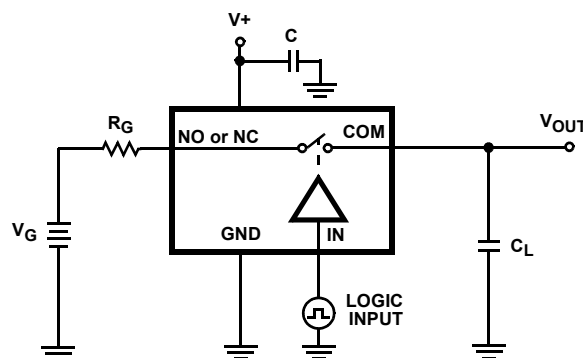 V+
C
RG
NO or NC
COM
VOUT
VG
GND
IN
CL
LOGIC
INPUT